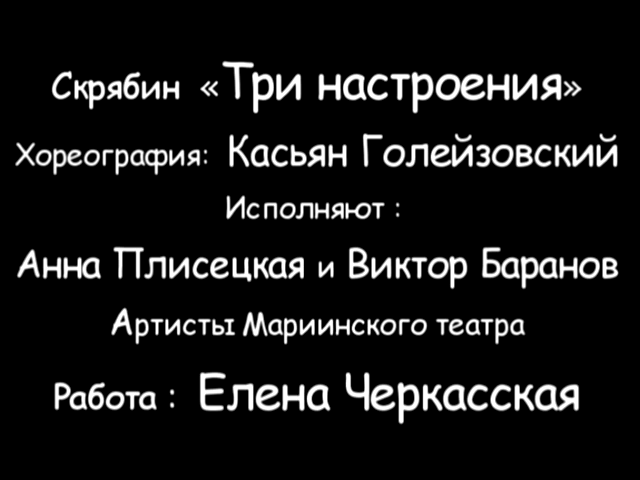 Скрябин «Три настроения»
Хореография: Касьян Голейзовский
Исполняют :
Анна Плисецкая и Виктор Баранов
Артисты Мариинского театра
Работа : Елена Черкасская